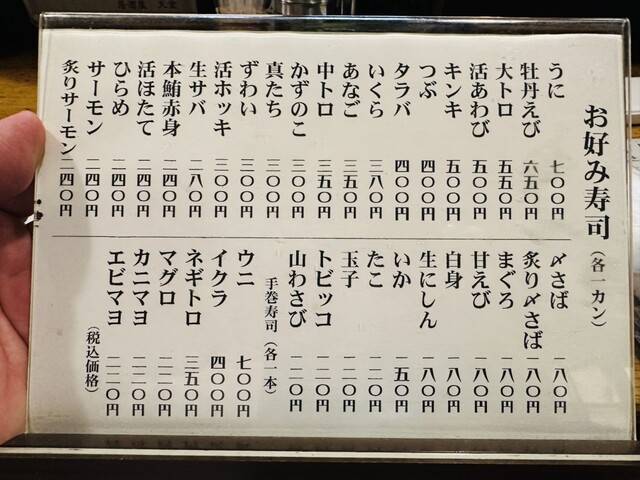 お好み寿司（各一カン）
うに 七〇〇円
牡丹えび 六五〇円
大トロ 五五〇円
活あわび 五〇〇円
キンキ 五〇〇円
つぶ 四〇〇円
タラバ 四〇〇円
いくら 三八〇円
あなご 三五〇円
中トロ 三五〇円
かずのこ 三〇〇円
真たち 三〇〇円
ずわい 三〇〇円
活ホッキ 三〇〇円
生サバ 二八〇円
本鮪赤身 二四〇円
活ほたて 二四〇円
ひらめ 二四〇円
サーモン 二四〇円
炙りサーモン 二四〇円
〆さば 一八〇円
炙り〆さば 一八〇円
まぐろ 一八〇円
甘えび 一八〇円
白身 一八〇円
生にしん 一八〇円
いか 一五〇円
たこ 一二〇円
玉子 一二〇円
トビッコ 一二〇円
山わさび 一二〇円
手巻寿司（各一本）
ウニ 七〇〇円
イクラ 四〇〇円
ネギトロ 三五〇円
マグロ 二二〇円
カニマヨ 二二〇円
エビマヨ 二二〇円
（税込価格）